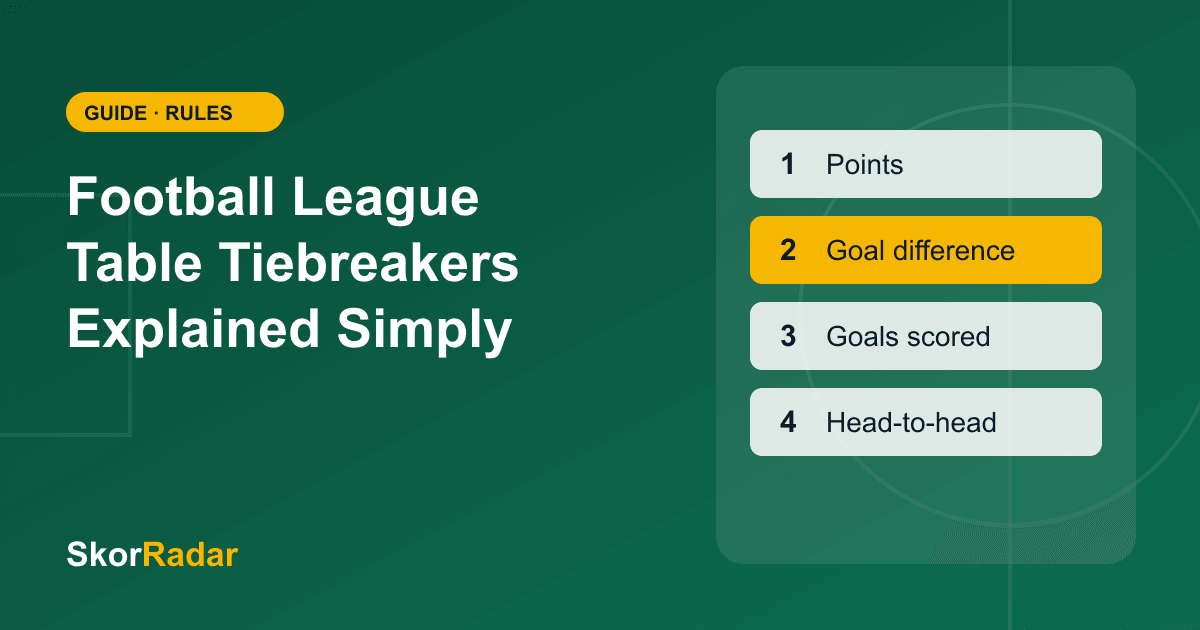 GUIDE · RULES
Football League
Table Tiebreakers
Explained Simply
SkorRadar
1 Points
2 Goal difference
3 Goals scored
4 Head-to-head